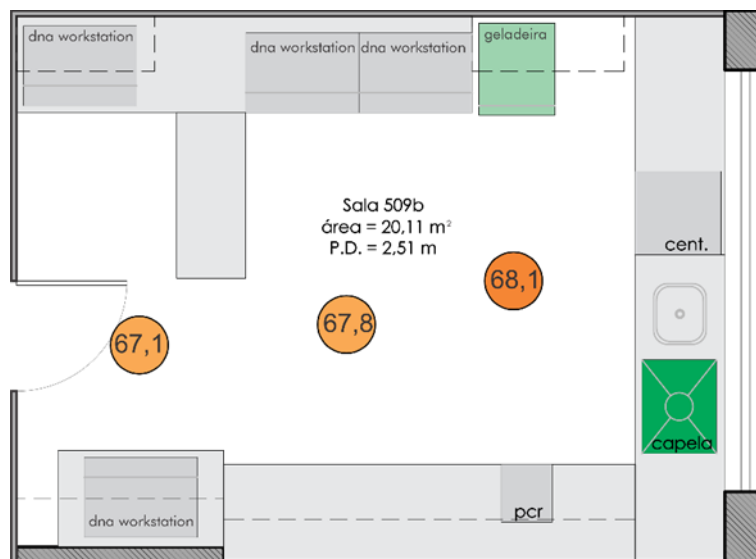 dna workstation
dna workstation
dna workstation
geladeira
Sala 509b
área = 20,11 m²
P.D. = 2,51 m
cent.
68,1
67,8
67,1
capela
pcr
dna workstation